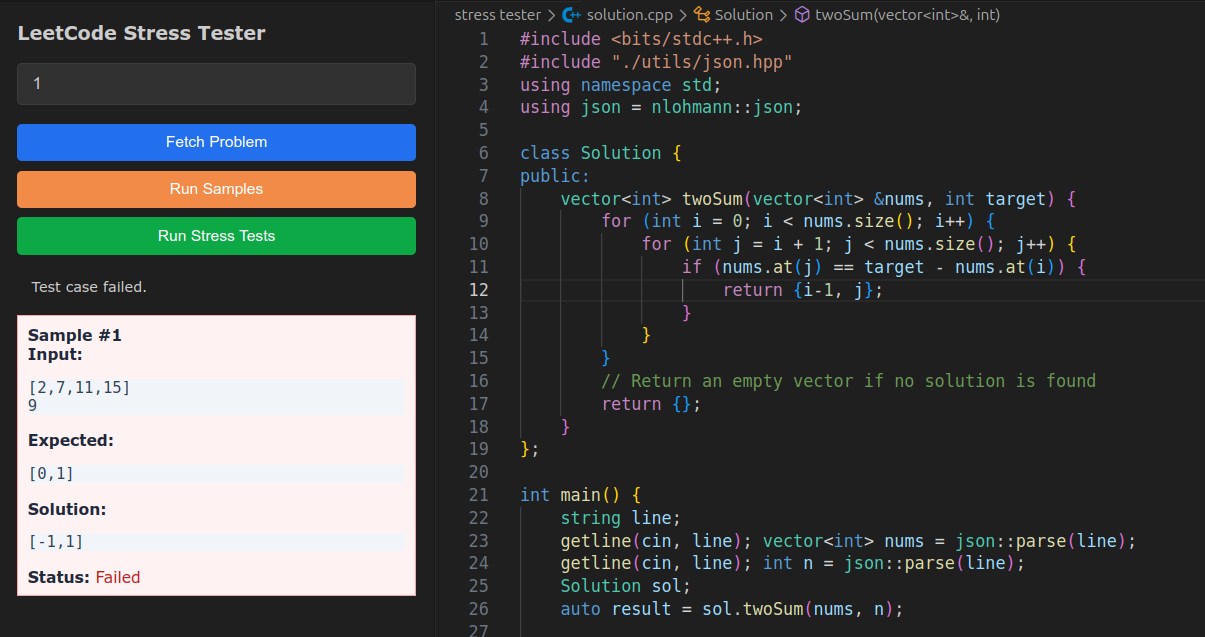 LeetCode Stress Tester
1
Fetch Problem
Run Samples
Run Stress Tests
Test case failed.
Sample #1
Input:
[2,7,11,15]
9
Expected:
[0,1]
Solution:
[-1,1]
Status: Failed
stress tester > solution.cpp > Solution > twoSum(vector<int>&, int)
1 #include <bits/stdc++.h>
2 #include "./utils/json.hpp"
3 using namespace std;
4 using json = nlohmann::json;
5
6 class Solution {
7 public:
8     vector<int> twoSum(vector<int> &nums, int target) {
9         for (int i = 0; i < nums.size(); i++) {
10             for (int j = i + 1; j < nums.size(); j++) {
11                 if (nums.at(j) == target - nums.at(i)) {
12                     return {i-1, j};
13                 }
14             }
15         }
16         // Return an empty vector if no solution is found
17         return {};
18     }
19 };
20
21 int main() {
22     string line;
23     getline(cin, line); vector<int> nums = json::parse(line);
24     getline(cin, line); int n = json::parse(line);
25     Solution sol;
26     auto result = sol.twoSum(nums, n);
27